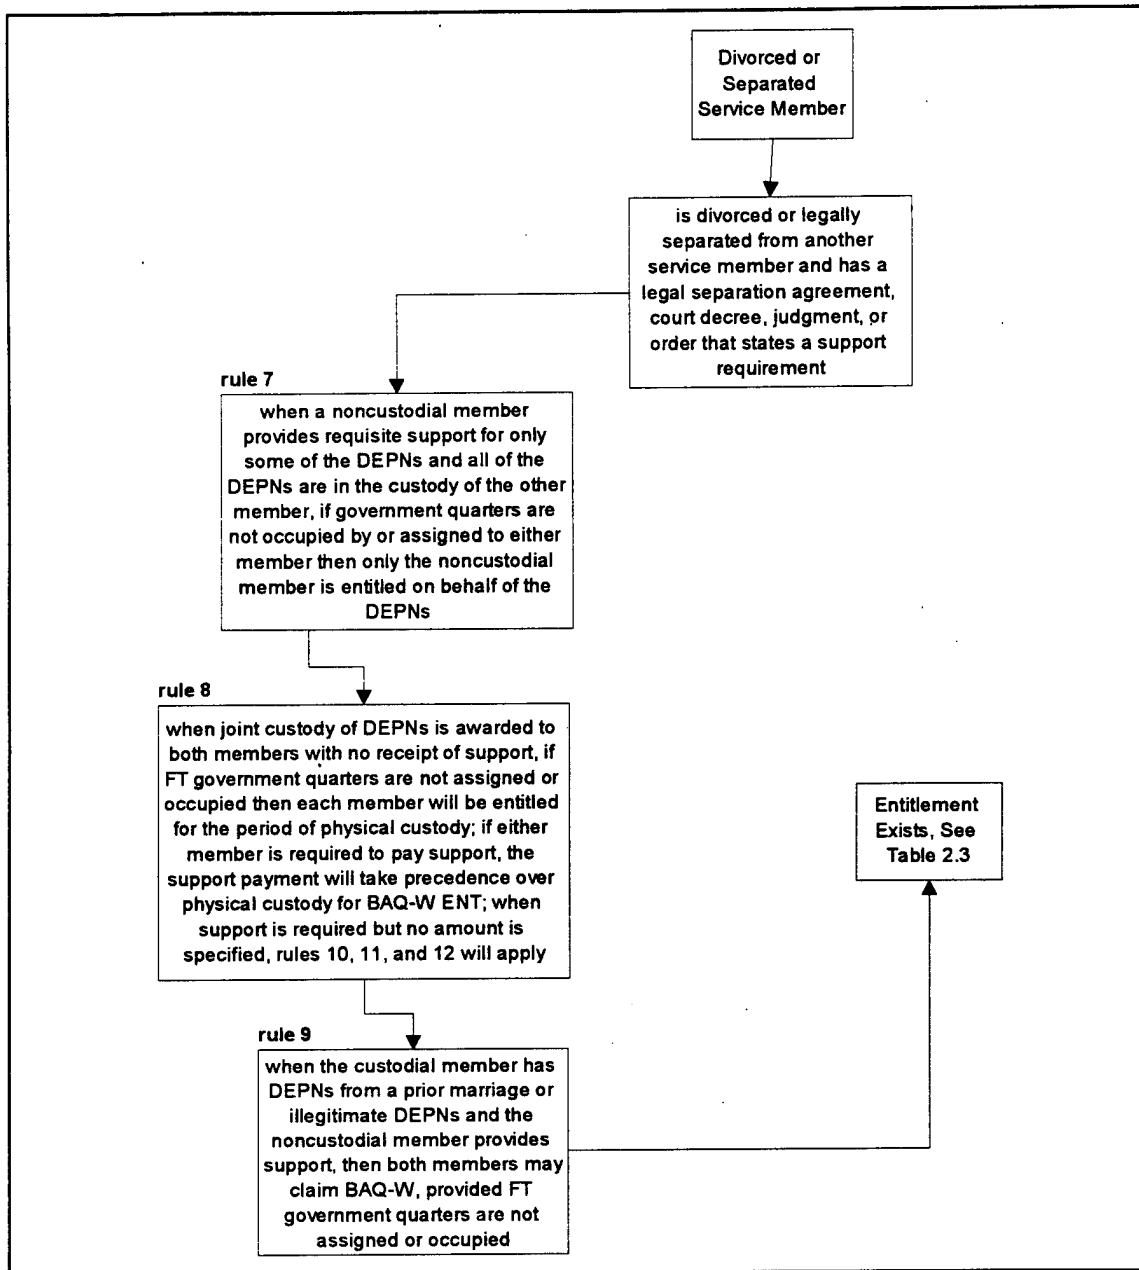 Divorced or
Separated
Service Member
is divorced or legally
separated from another
service member and has a
legal separation agreement,
court decree, judgment, or
order that states a support
requirement
rule 7
when a noncustodial member
provides requisite support for only
some of the DEPNs and all of the
DEPNs are in the custody of the other
member, if government quarters are
not occupied by or assigned to either
member then only the noncustodial
member is entitled on behalf of the
DEPNs
rule 8
when joint custody of DEPNs is awarded to
both members with no receipt of support, if
FT government quarters are not assigned or
occupied then each member will be entitled
for the period of physical custody; if either
member is required to pay support, the
support payment will take precedence over
physical custody for BAQ-W ENT; when
support is required but no amount is
specified, rules 10, 11, and 12 will apply
Entitlement
Exists, See
Table 2.3
rule 9
when the custodial member has
DEPNs from a prior marriage or
illegitimate DEPNs and the
noncustodial member provides
support, then both members may
claim BAQ-W, provided FT
government quarters are not
assigned or occupied